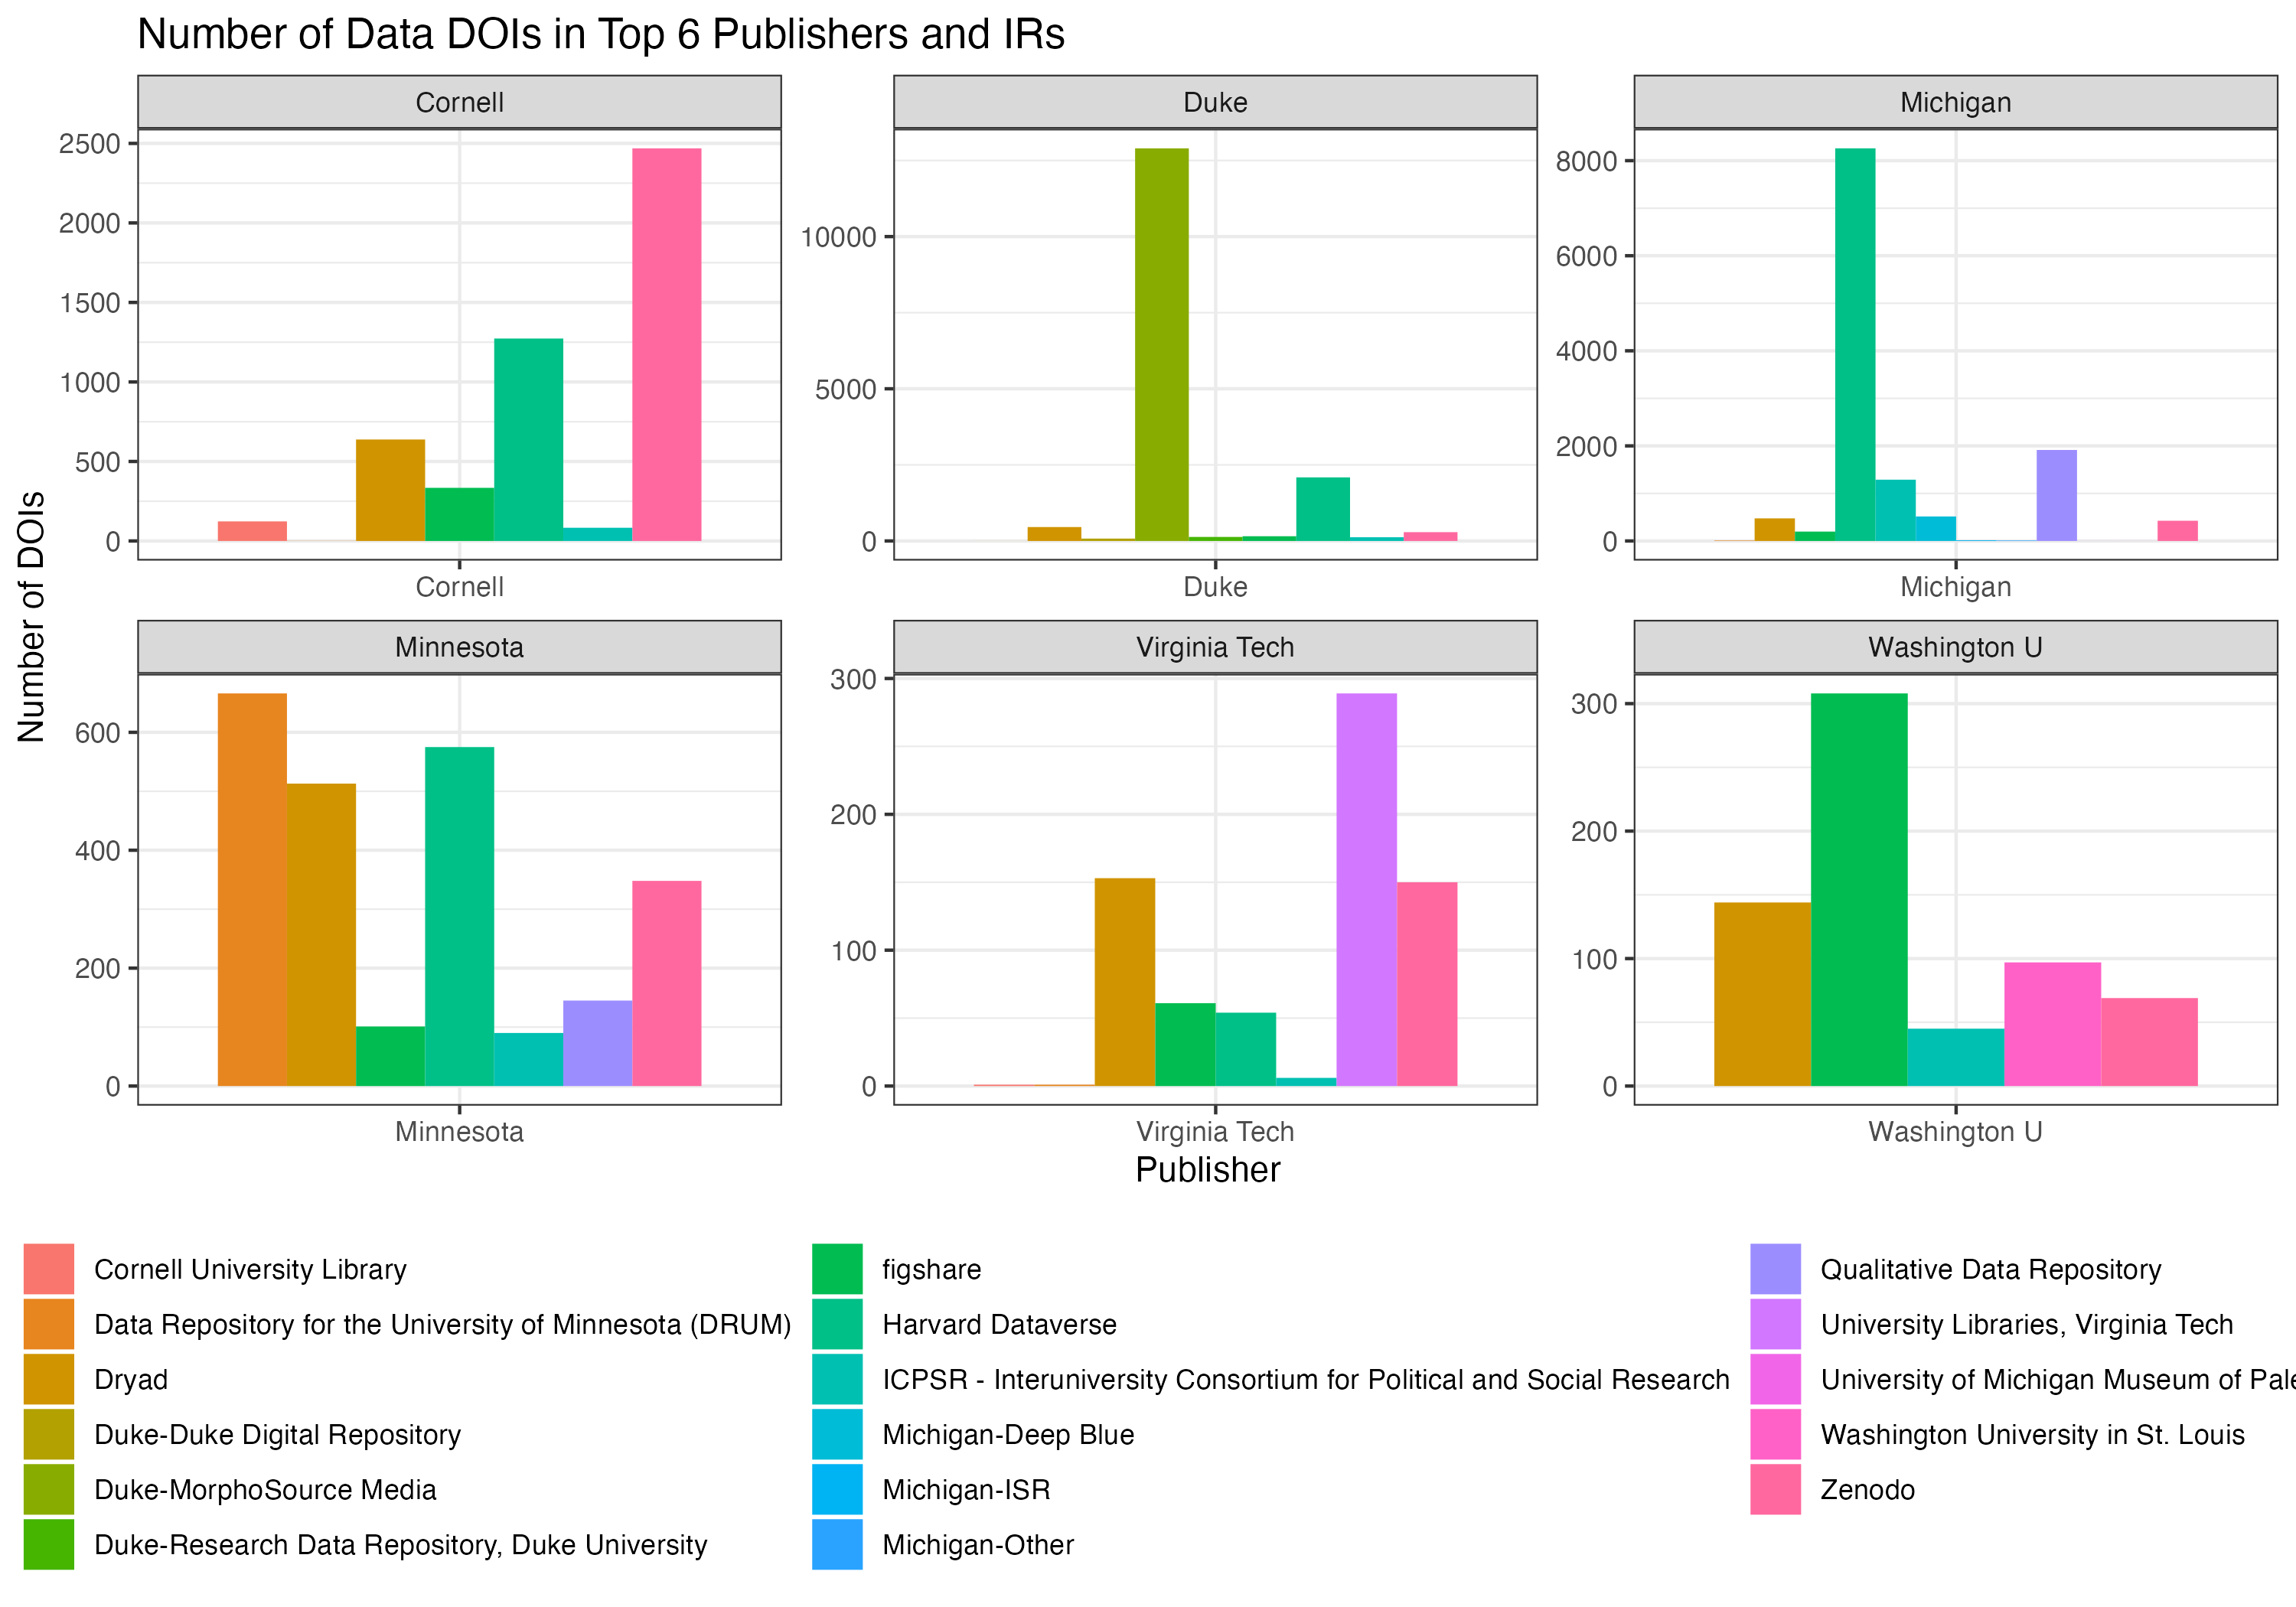 Number of Data DOIs in Top 6 Publishers and IRs
Cornell
Duke
Michigan
2500
2000
1500
1000
500
0
10000
5000
0
8000
6000
4000
2000
0
Cornell
Duke
Michigan
Number of DOIs
Minnesota
Virginia Tech
Washington U
600
400
200
0
300
200
100
0
300
200
100
0
Minnesota
Virginia Tech
Washington U
Publisher
Cornell University Library
Data Repository for the University of Minnesota (DRUM)
Dryad
Duke-Duke Digital Repository
Duke-MorphoSource Media
Duke-Research Data Repository, Duke University
figshare
Harvard Dataverse
ICPSR - Interuniversity Consortium for Political and Social Research
Michigan-Deep Blue
Michigan-ISR
Michigan-Other
Qualitative Data Repository
University Libraries, Virginia Tech
University of Michigan Museum of
Washington University in St. Louis
Zenodo